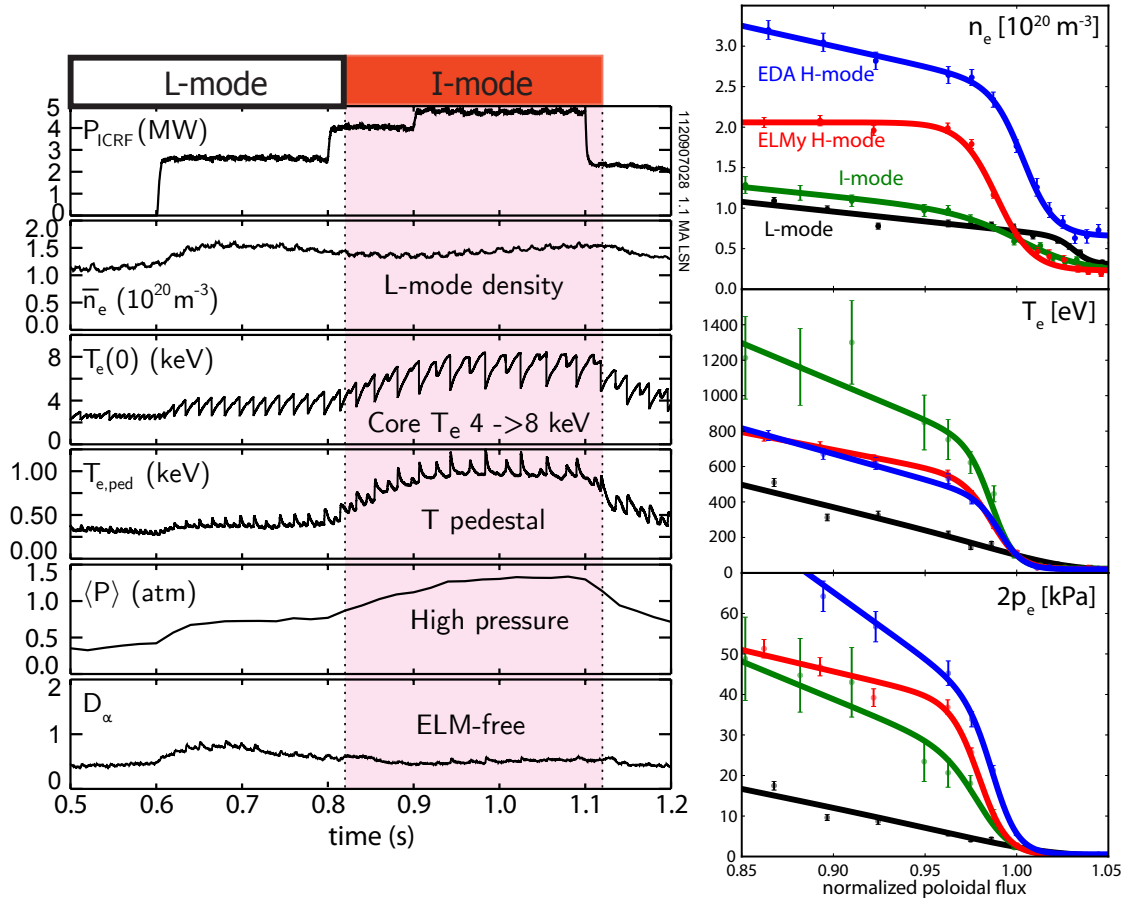 L-mode
I-mode
P_ICRF (MW)
5
4
3
2
1
0
n̅_e (10^20 m^-3)
L-mode density
2.0
1.5
1.0
0.5
0.0
T_e(0) (keV)
Core T_e 4 ->8 keV
8
4
0
T_e,ped (keV)
T pedestal
1.00
0.50
0.00
⟨P⟩ (atm)
High pressure
1.5
1.0
0.5
0.0
D_α
ELM-free
2
1
0
0.5 0.6 0.7 0.8 0.9 1.0 1.1 1.2
time (s)
1120907028 1.1 MA LSN
n_e [10^20 m^-3]
EDA H-mode
ELMy H-mode
I-mode
L-mode
3.0
2.5
2.0
1.5
1.0
0.5
0.0
T_e [eV]
1400
1200
1000
800
600
400
200
0
2p_e [kPa]
60
50
40
30
20
10
0
0.85 0.90 0.95 1.00 1.05
normalized poloidal flux